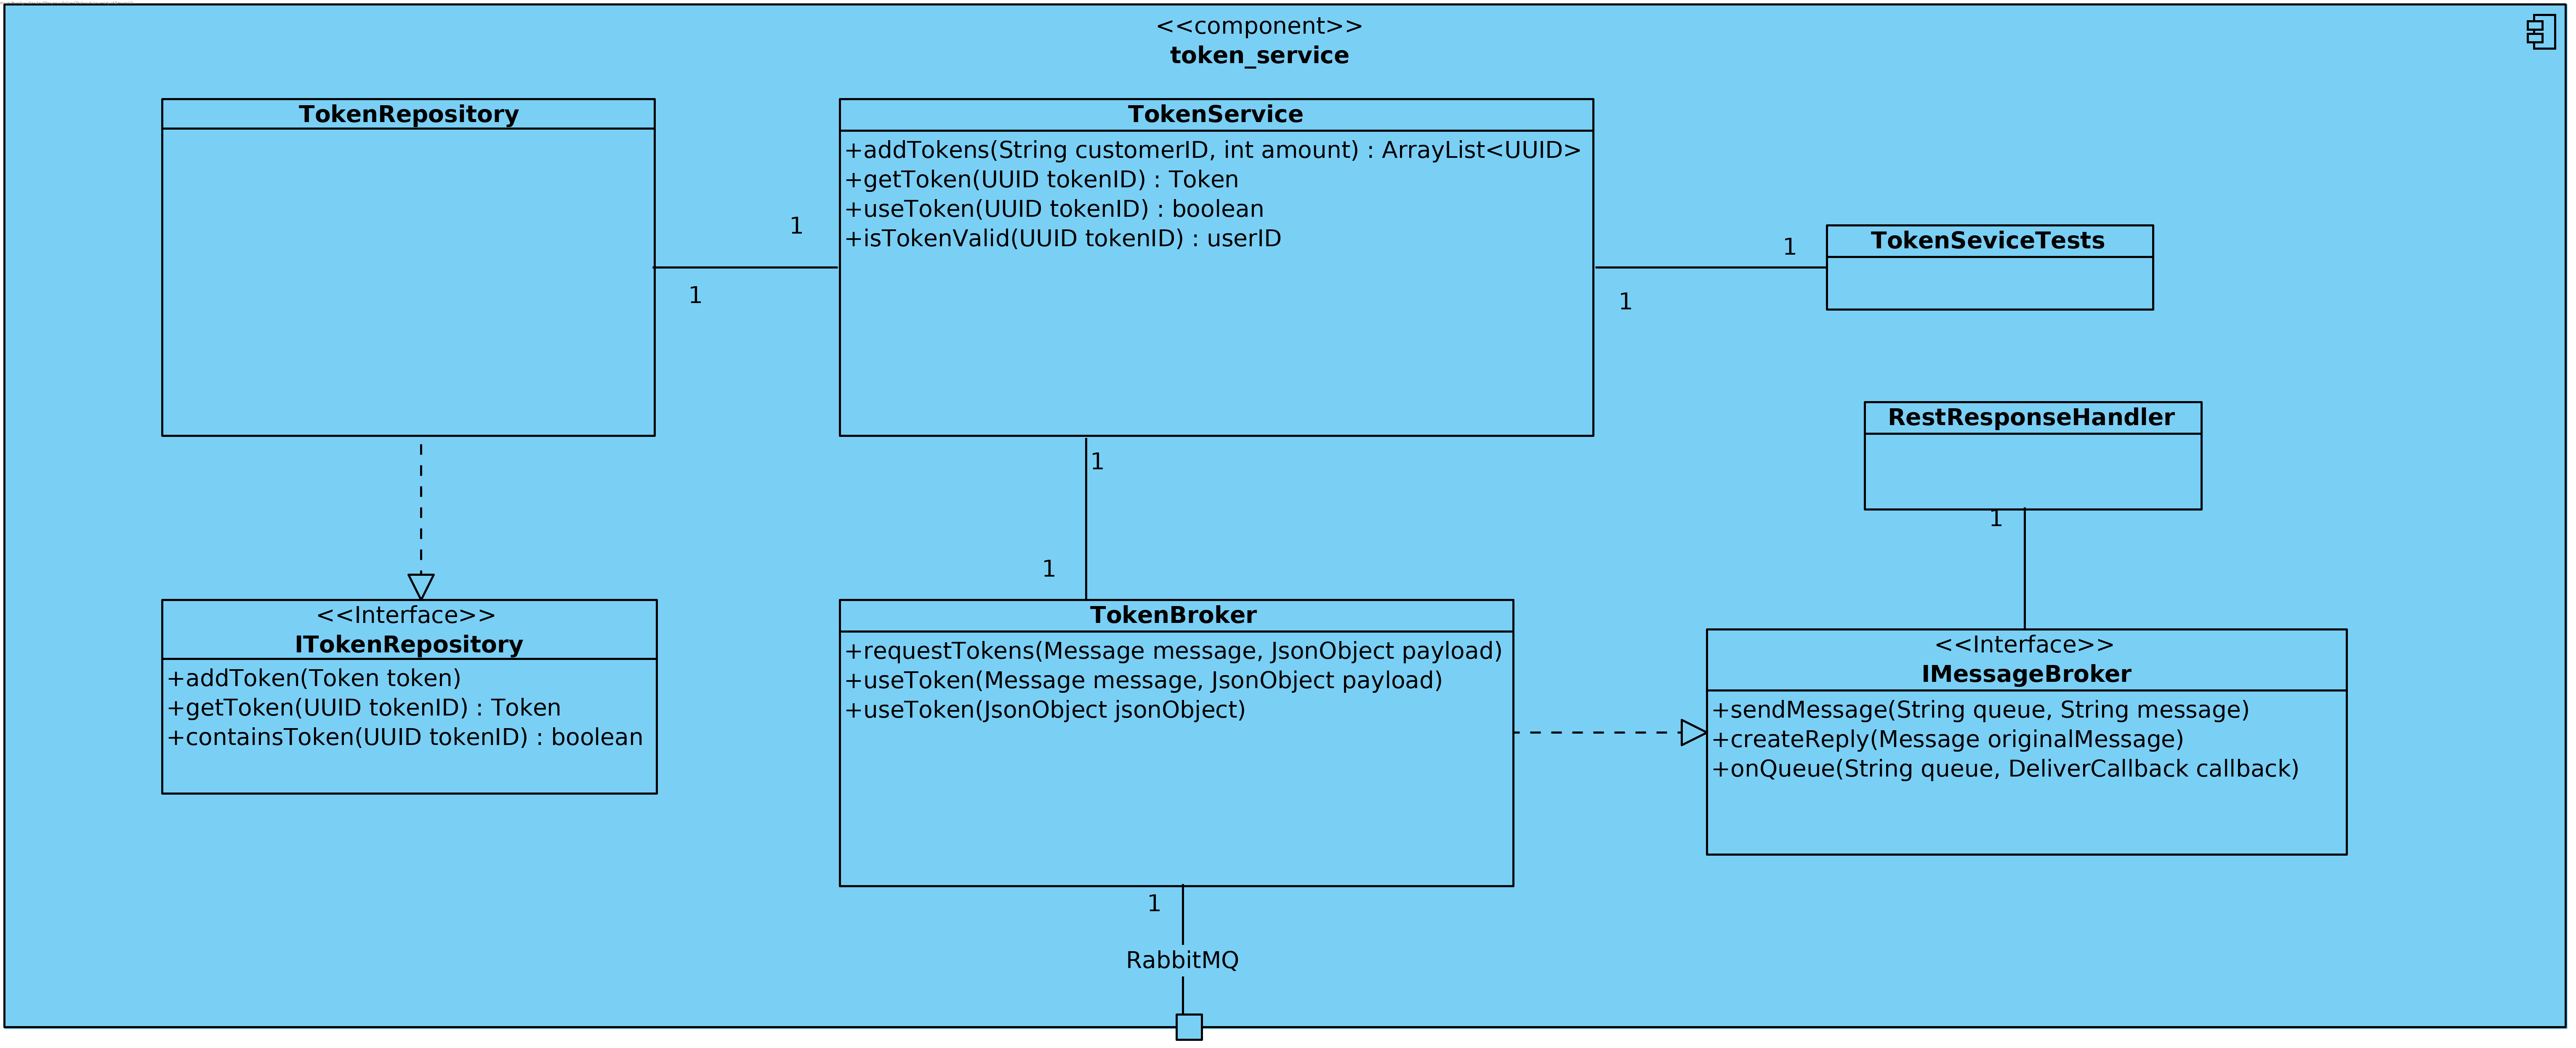 <<component>>
token_service
TokenRepository
TokenService
+addTokens(String customerID, int amount) : ArrayList<UUID>
+getToken(UUID tokenID) : Token
+useToken(UUID tokenID) : boolean
+isTokenValid(UUID tokenID) : userID
1
1
1
1
TokenSeviceTests
RestResponseHandler
1
1
1
<<Interface>>
ITokenRepository
+addToken(Token token)
+getToken(UUID tokenID) : Token
+containsToken(UUID tokenID) : boolean
TokenBroker
+requestTokens(Message message, JsonObject payload)
+useToken(Message message, JsonObject payload)
+useToken(JsonObject jsonObject)
<<Interface>>
IMessageBroker
+sendMessage(String queue, String message)
+createReply(Message originalMessage)
+onQueue(String queue, DeliverCallback callback)
1
RabbitMQ